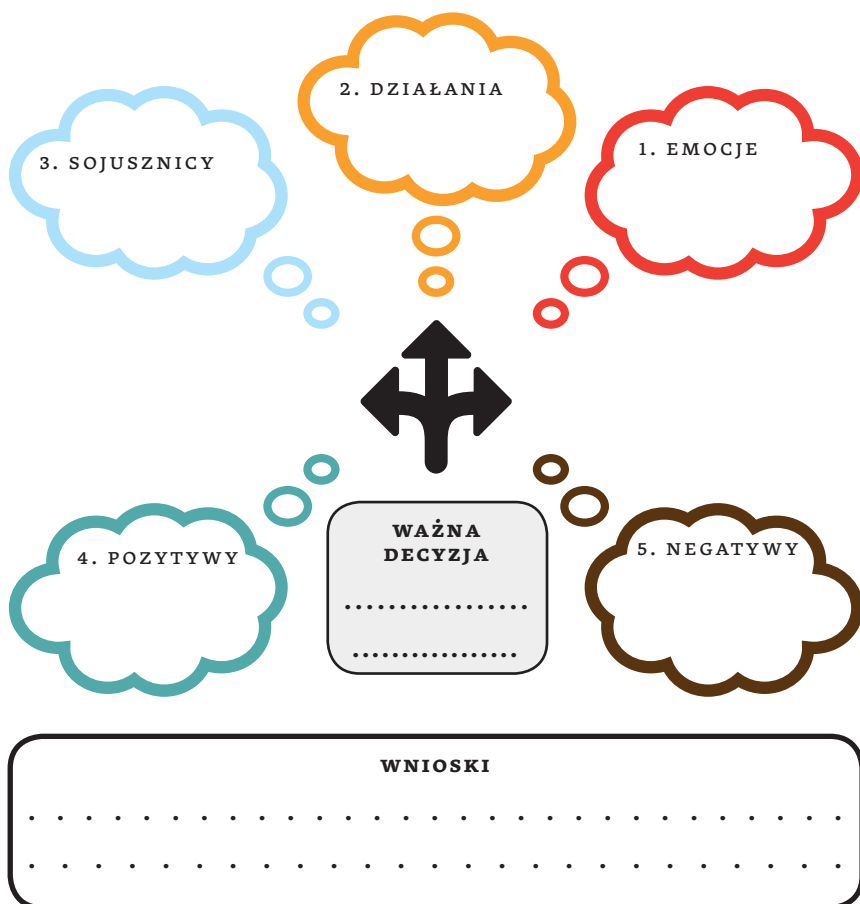 2. DZIAŁANIA
3. SOJUSZNICY
1. EMOCJE
4. POZYTYWY
WAŻNA
DECYZJA
.................
................
5. NEGATYWY
WNIOSKI
. . . . . . . . . . . . . . . . . . . . . . . . . . . . .
. . . . . . . . . . . . . . . . . . . . . . . . . . . . .